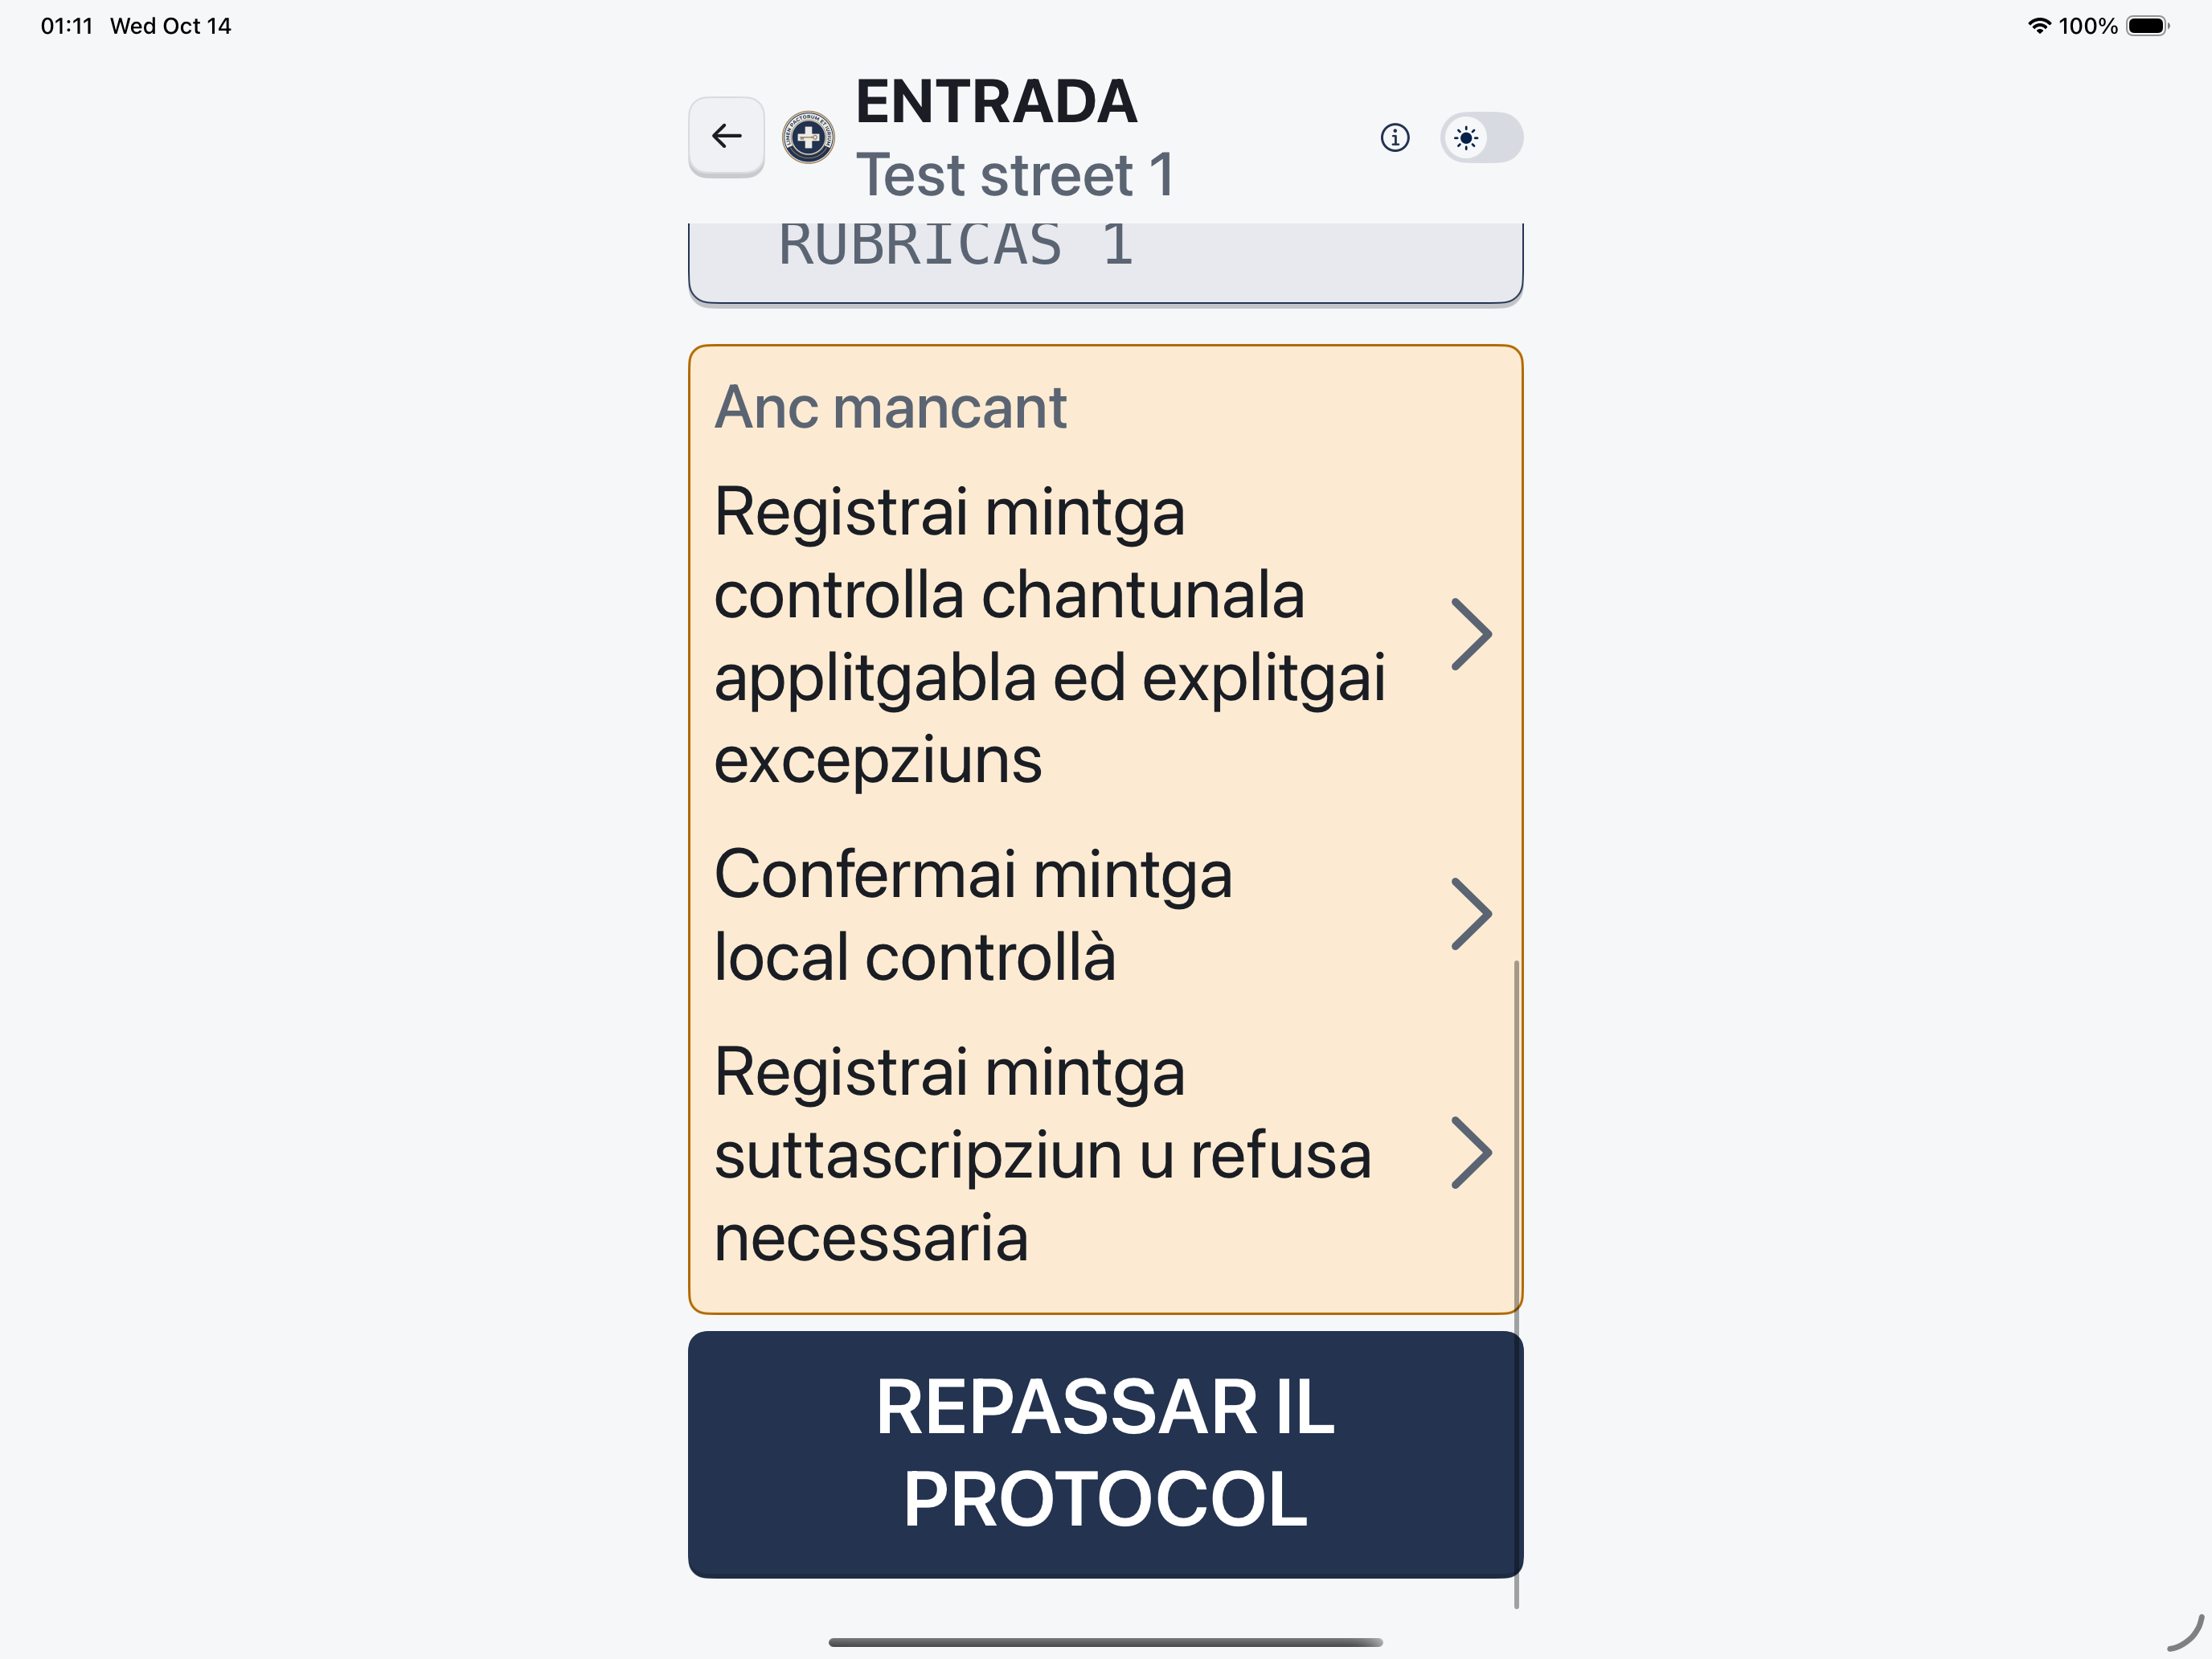 01:11 Wed Oct 14
100%
ENTRADA
Test street 1
RUBRICAS 1
Anc mancant
Registrai mintga
controlla chantunala
applitgabla ed explitgai
excepziuns
Confermai mintga
local controllà
Registrai mintga
suttascripziun u refusa
necessaria
REPASSAR IL
PROTOCOL